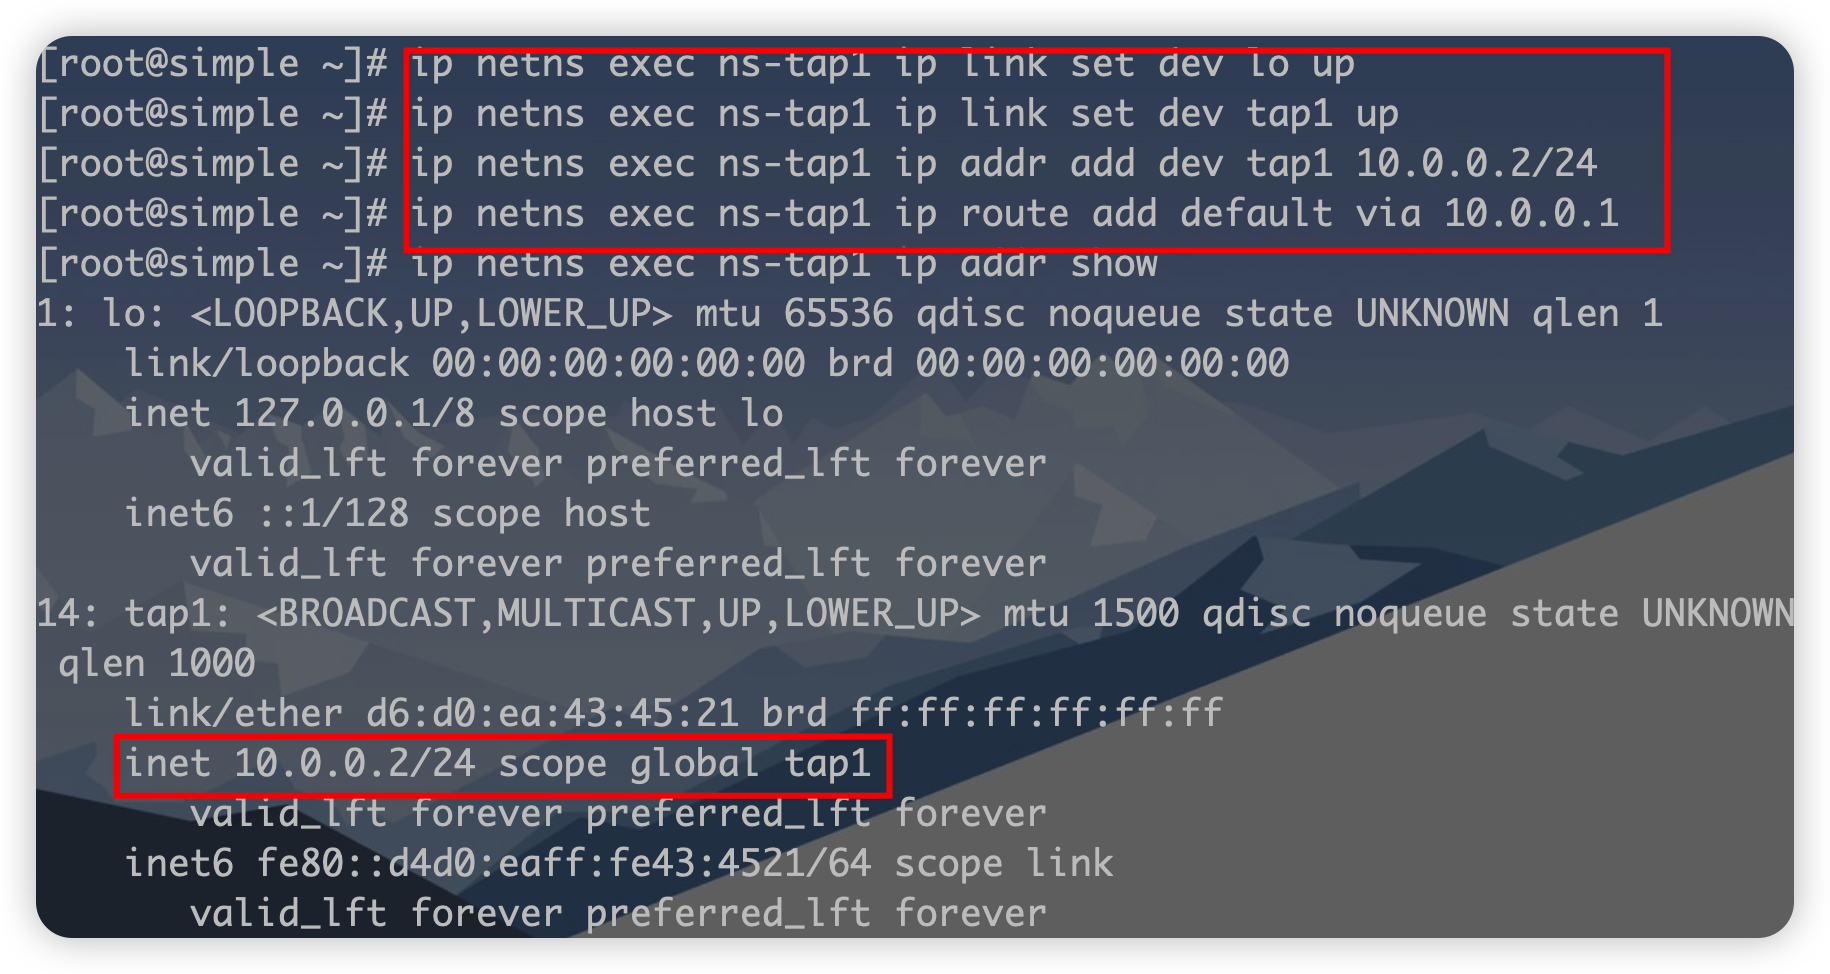 [root@simple ~]# ip netns exec ns-tap1 ip link set dev lo up
[root@simple ~]# ip netns exec ns-tap1 ip link set dev tap1 up
[root@simple ~]# ip netns exec ns-tap1 ip addr add dev tap1 10.0.0.2/24
[root@simple ~]# ip netns exec ns-tap1 ip route add default via 10.0.0.1
[root@simple ~]# ip netns exec ns-tap1 ip addr show
1: lo: <LOOPBACK,UP,LOWER_UP> mtu 65536 qdisc noqueue state UNKNOWN qlen 1
    link/loopback 00:00:00:00:00:00 brd 00:00:00:00:00:00
    inet 127.0.0.1/8 scope host lo
       valid_lft forever preferred_lft forever
    inet6 ::1/128 scope host
       valid_lft forever preferred_lft forever
14: tap1: <BROADCAST,MULTICAST,UP,LOWER_UP> mtu 1500 qdisc noqueue state UNKNOWN
 qlen 1000
    link/ether d6:d0:ea:43:45:21 brd ff:ff:ff:ff:ff:ff
    inet 10.0.0.2/24 scope global tap1
       valid_lft forever preferred_lft forever
    inet6 fe80::d4d0:eaff:fe43:4521/64 scope link
       valid_lft forever preferred_lft forever